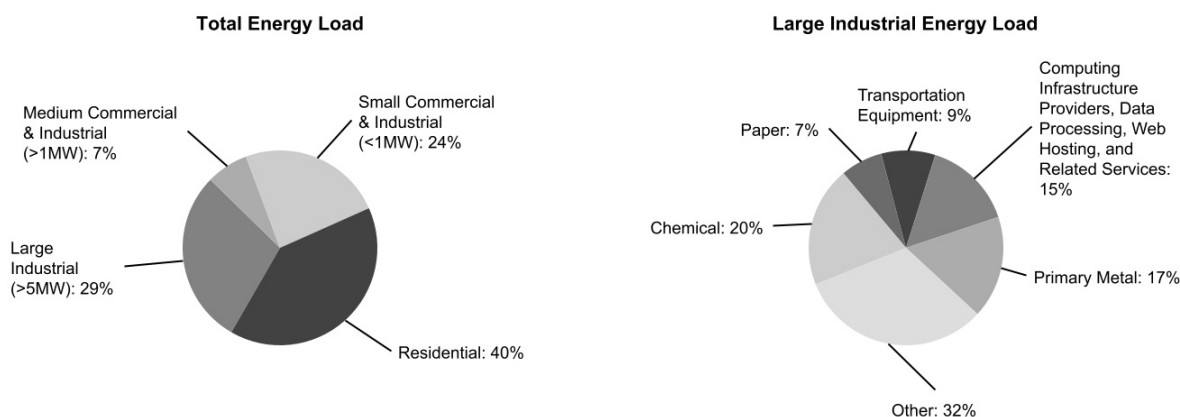 Total Energy Load
Medium Commercial
& Industrial
(>1MW): 7%
Small Commercial
& Industrial
(<1MW): 24%
Large
Industrial
(>5MW): 29%
Residential: 40%
Large Industrial Energy Load
Computing
Infrastructure
Providers, Data
Processing, Web
Hosting, and
Related Services:
15%
Transportation
Equipment: 9%
Paper: 7%
Chemical: 20%
Primary Metal: 17%
Other: 32%